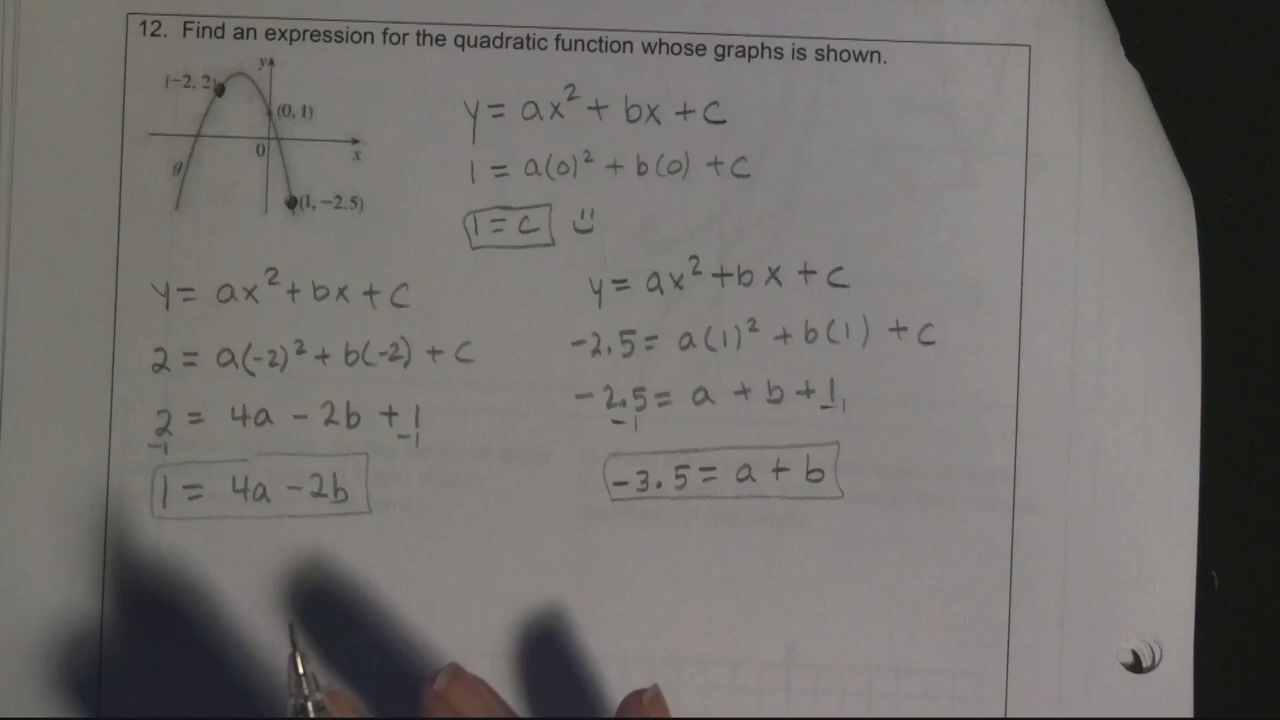 12. Find an expression for the quadratic function whose graphs is shown.
y
(-2, 2)
(0, 1)
0
x
g
(1, -2.5)
y = ax² + bx + c
1 = a(0)² + b(0) + c
1 = c
y = ax² + bx + c
2 = a(-2)² + b(-2) + c
2 = 4a - 2b + 1
-1 -1
1 = 4a - 2b
y = ax² + bx + c
-2.5 = a(1)² + b(1) + c
-2.5 = a + b + 1
-1 -1
-3.5 = a + b